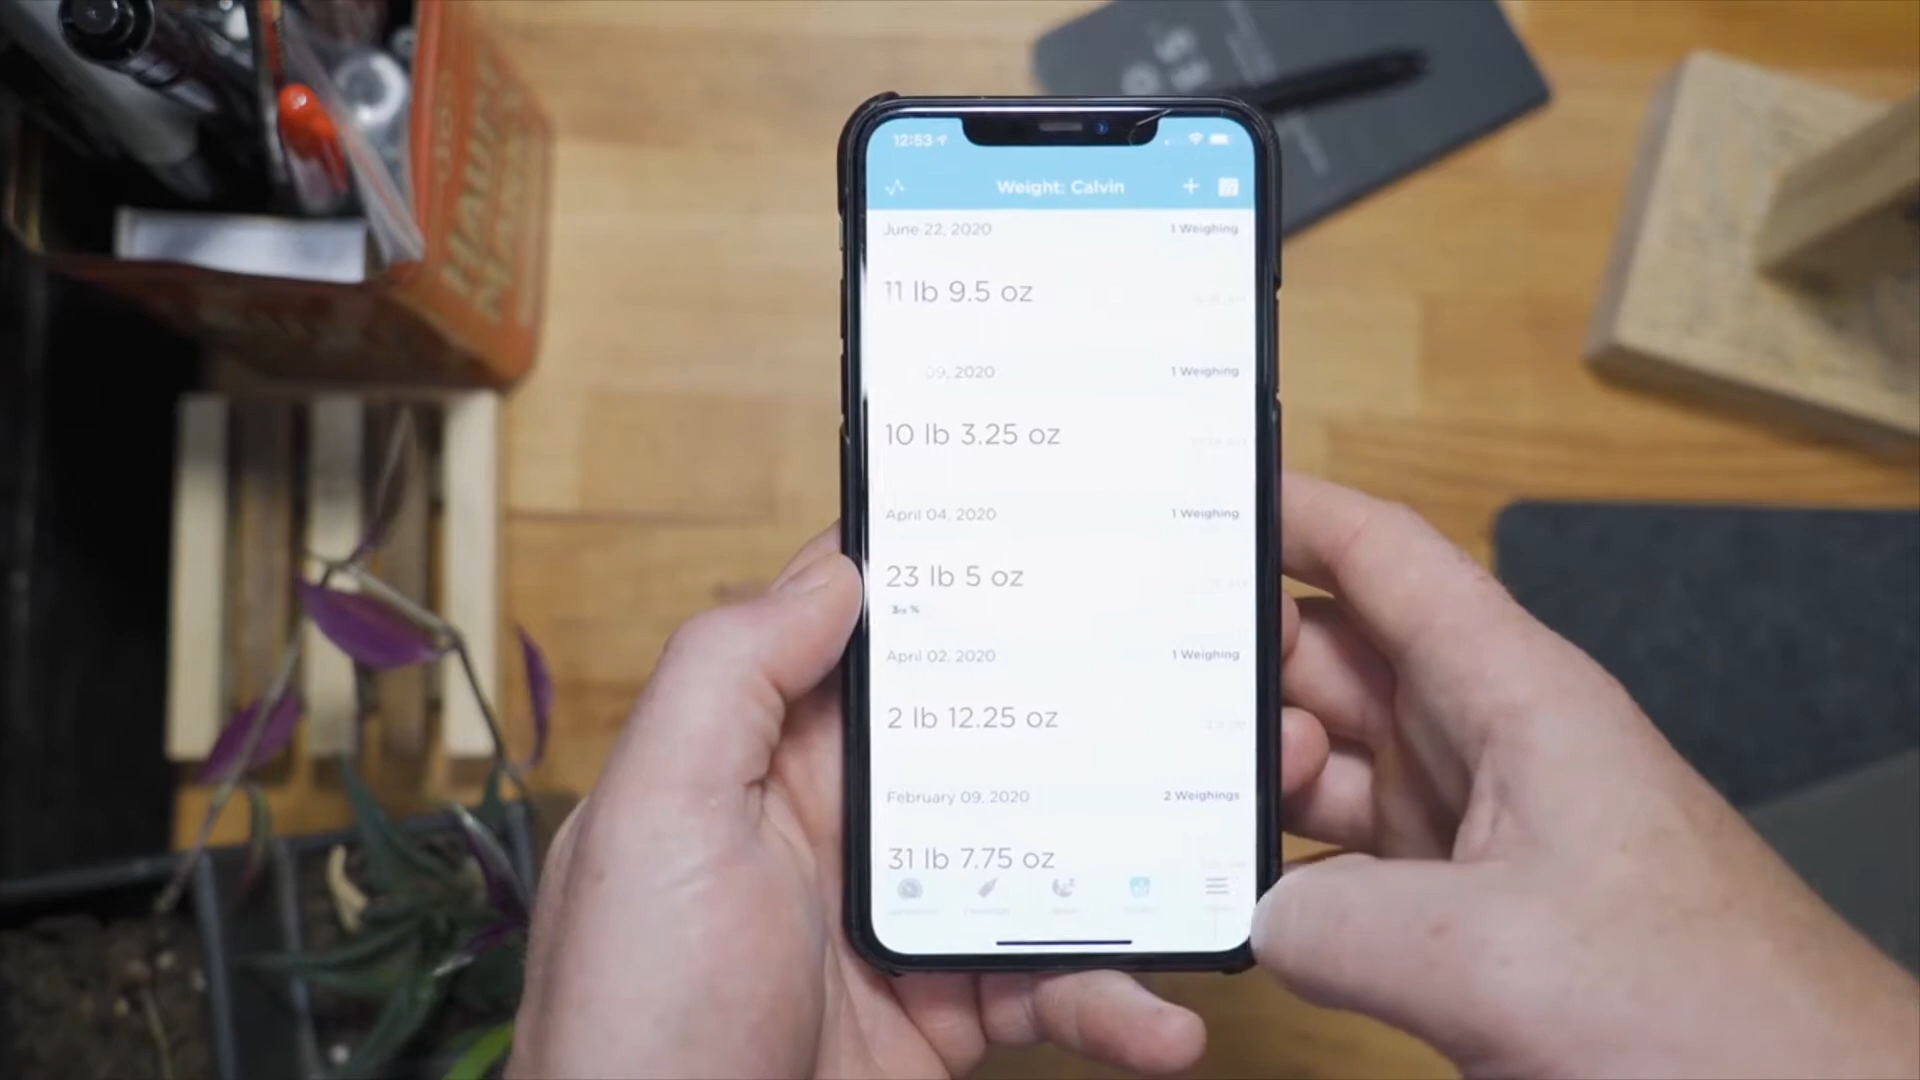 12:53
Weight: Calvin
June 22, 2020 1 Weighing
11 lb 9.5 oz
09, 2020 1 Weighing
10 lb 3.25 oz
April 04, 2020 1 Weighing
23 lb 5 oz
3rd %
April 02, 2020 1 Weighing
2 lb 12.25 oz
February 09, 2020 2 Weighings
31 lb 7.75 oz